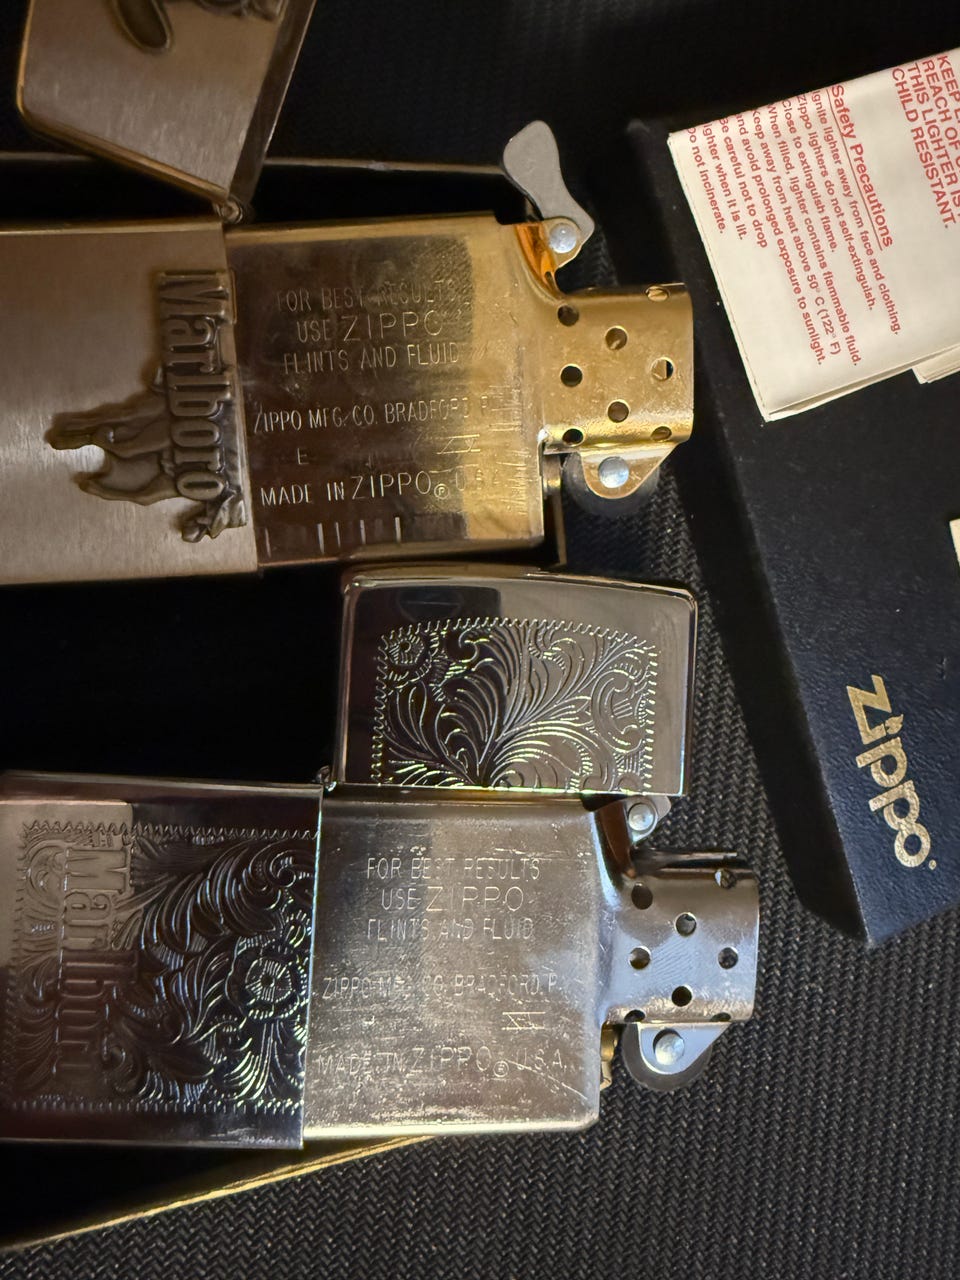 Marlboro
FOR BEST RESULTS
USE ZIPPO
FLINTS AND FLUID
ZIPPO MFG. CO. BRADFORD P
XV
E
MADE IN ZIPPO® U.S.A.
Marlboro
FOR BEST RESULTS
USE ZIPPO
FLINTS AND FLUID
ZIPPO MFG. CO. BRADFORD P
XV
MADE IN ZIPPO® U.S.A.
KEEP
REACH OF
THIS LIGHTER IS
CHILD RESISTANT.
Safety Precautions
Ignite lighter away from face and clothing.
Zippo lighters do not self-extinguish.
Close to extinguish flame.
When filled, lighter contains flammable fluid.
Keep away from heat above 50° C (122° F)
and avoid prolonged exposure to sunlight.
Be careful not to drop
lighter when it is lit.
Do not incinerate.
Zippo